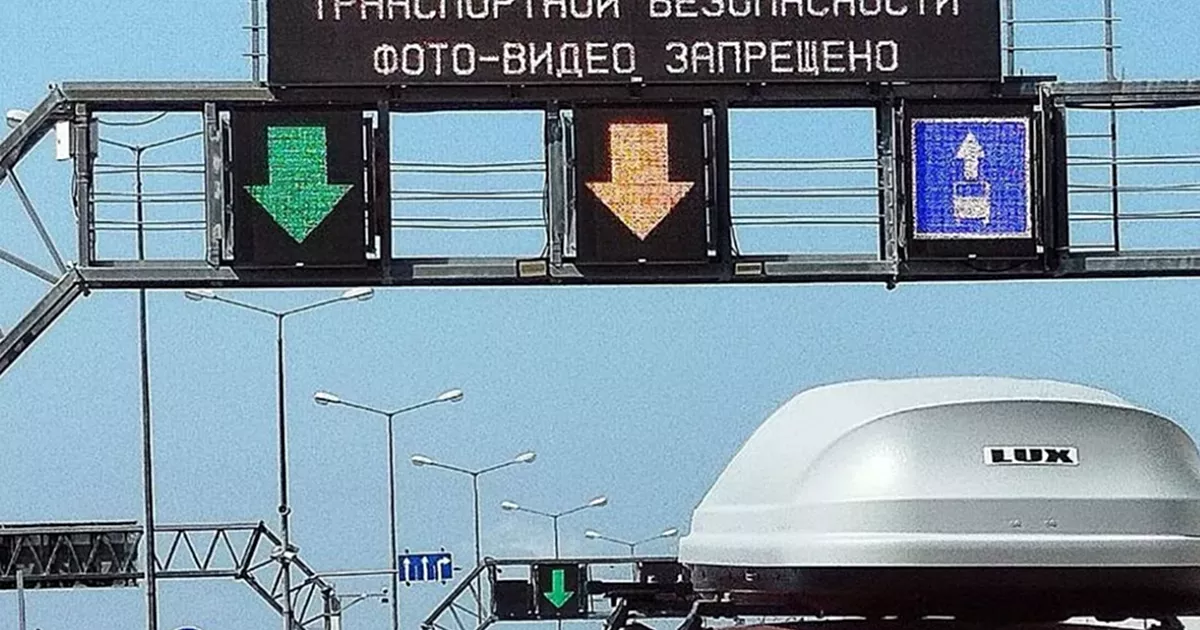 ТРАНСПОРТНОЙ БЕЗОПАСНОСТИ
ФОТО-ВИДЕО ЗАПРЕЩЕНО
LUX